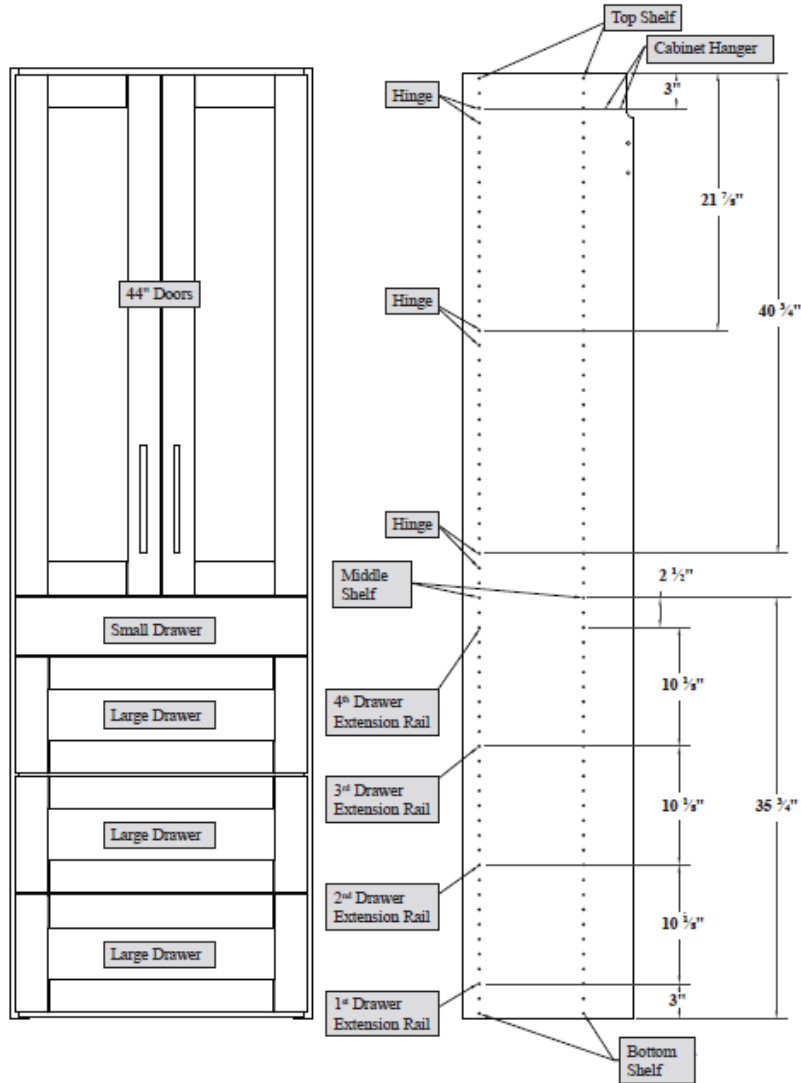 Top Shelf
Cabinet Hanger
Hinge
3"
21 ⅞"
44" Doors
Hinge
40 ¾"
Hinge
Middle
Shelf
2 ½"
Small Drawer
Large Drawer
4th Drawer
Extension Rail
10 ⅛"
3rd Drawer
Extension Rail
Large Drawer
10 ⅛"
35 ¾"
2nd Drawer
Extension Rail
10 ⅛"
Large Drawer
1st Drawer
Extension Rail
3"
Bottom
Shelf